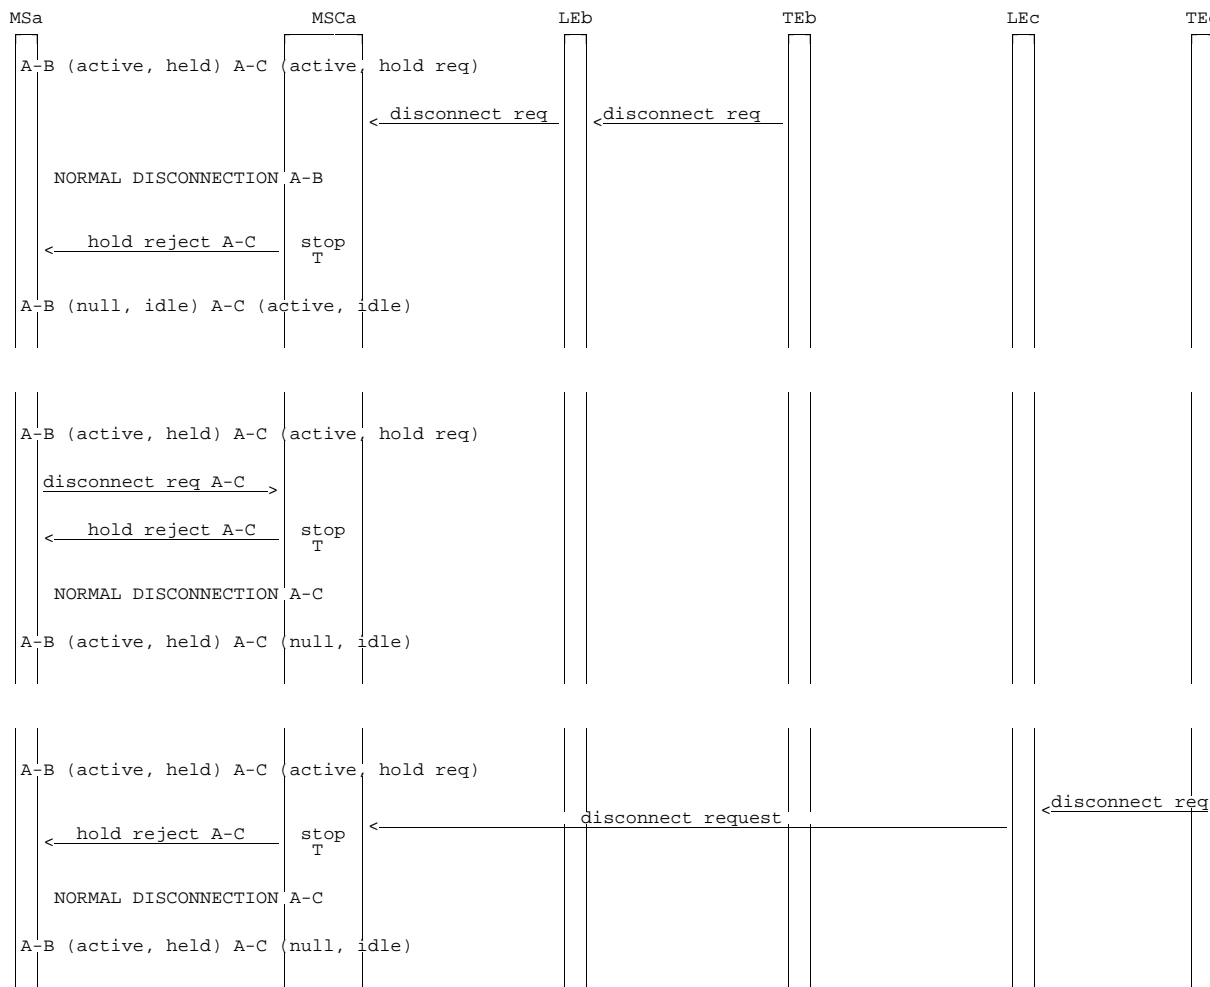 MSa MSCa LEb TEb LEc TEc
A-B (active, held) A-C (active, hold req)
disconnect req disconnect req
NORMAL DISCONNECTION A-B
hold reject A-C stop
T
A-B (null, idle) A-C (active, idle)
A-B (active, held) A-C (active, hold req)
disconnect req A-C
hold reject A-C stop
T
NORMAL DISCONNECTION A-C
A-B (active, held) A-C (null, idle)
A-B (active, held) A-C (active, hold req)
disconnect req
disconnect request
hold reject A-C stop
T
NORMAL DISCONNECTION A-C
A-B (active, held) A-C (null, idle)